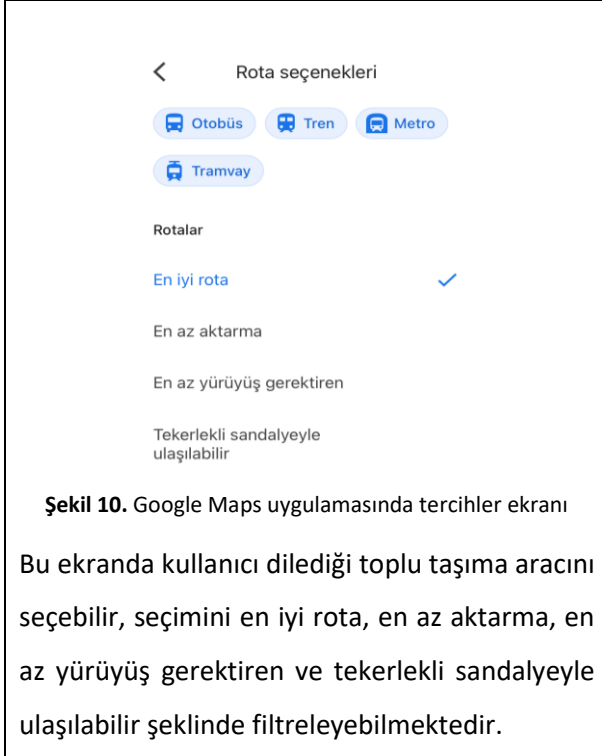 Rota seçenekleri
Otobüs Tren Metro
Tramvay
Rotalar
En iyi rota
En az aktarma
En az yürüyüş gerektiren
Tekerlekli sandalyeyle
ulaşılabilir
Şekil 10. Google Maps uygulamasında tercihler ekranı
Bu ekranda kullanıcı dilediği toplu taşıma aracını
seçebilir, seçimini en iyi rota, en az aktarma, en
az yürüyüş gerektiren ve tekerlekli sandalyeyle
ulaşılabilir şeklinde filtreleyebilmektedir.